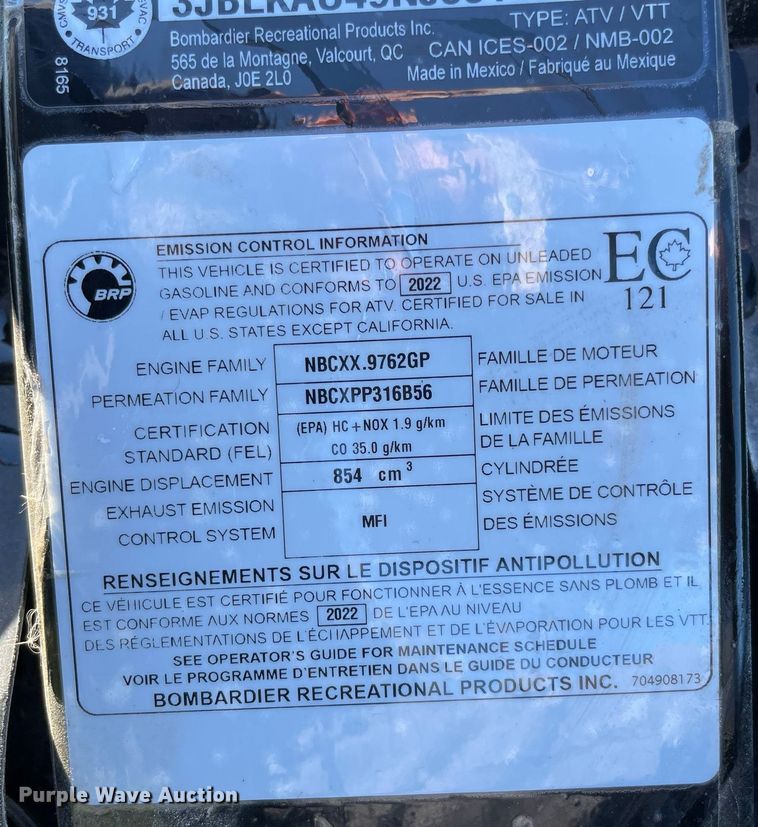 931
TRANSPORT
8165
Bombardier Recreational Products Inc.
565 de la Montagne, Valcourt, QC
Canada, J0E 2L0
TYPE: ATV / VTT
CAN ICES-002 / NMB-002
Made in Mexico / Fabriqué au Mexique
BRP
EMISSION CONTROL INFORMATION
THIS VEHICLE IS CERTIFIED TO OPERATE ON UNLEADED
GASOLINE AND CONFORMS TO 2022 U.S. EPA EMISSION
/ EVAP REGULATIONS FOR ATV. CERTIFIED FOR SALE IN
ALL U.S. STATES EXCEPT CALIFORNIA.
EC
121
ENGINE FAMILY NBCXX.9762GP FAMILLE DE MOTEUR
PERMEATION FAMILY NBCXPP316B56 FAMILLE DE PERMEATION
CERTIFICATION (EPA) HC+NOX 1.9 g/km LIMITE DES ÉMISSIONS
STANDARD (FEL) CO 35.0 g/km DE LA FAMILLE
ENGINE DISPLACEMENT 854 cm³ CYLINDRÉE
EXHAUST EMISSION MFI SYSTÈME DE CONTRÔLE
CONTROL SYSTEM DES ÉMISSIONS
RENSEIGNEMENTS SUR LE DISPOSITIF ANTIPOLLUTION
CE VÉHICULE EST CERTIFIÉ POUR FONCTIONNER À L'ESSENCE SANS PLOMB ET IL
EST CONFORME AUX NORMES 2022 DE L'EPA AU NIVEAU
DES RÉGLEMENTATIONS DE L'ÉCHAPPEMENT ET DE L'ÉVAPORATION POUR LES VTT.
SEE OPERATOR'S GUIDE FOR MAINTENANCE SCHEDULE
VOIR LE PROGRAMME D'ENTRETIEN DANS LE GUIDE DU CONDUCTEUR
BOMBARDIER RECREATIONAL PRODUCTS INC. 704908173
Purple Wave Auction